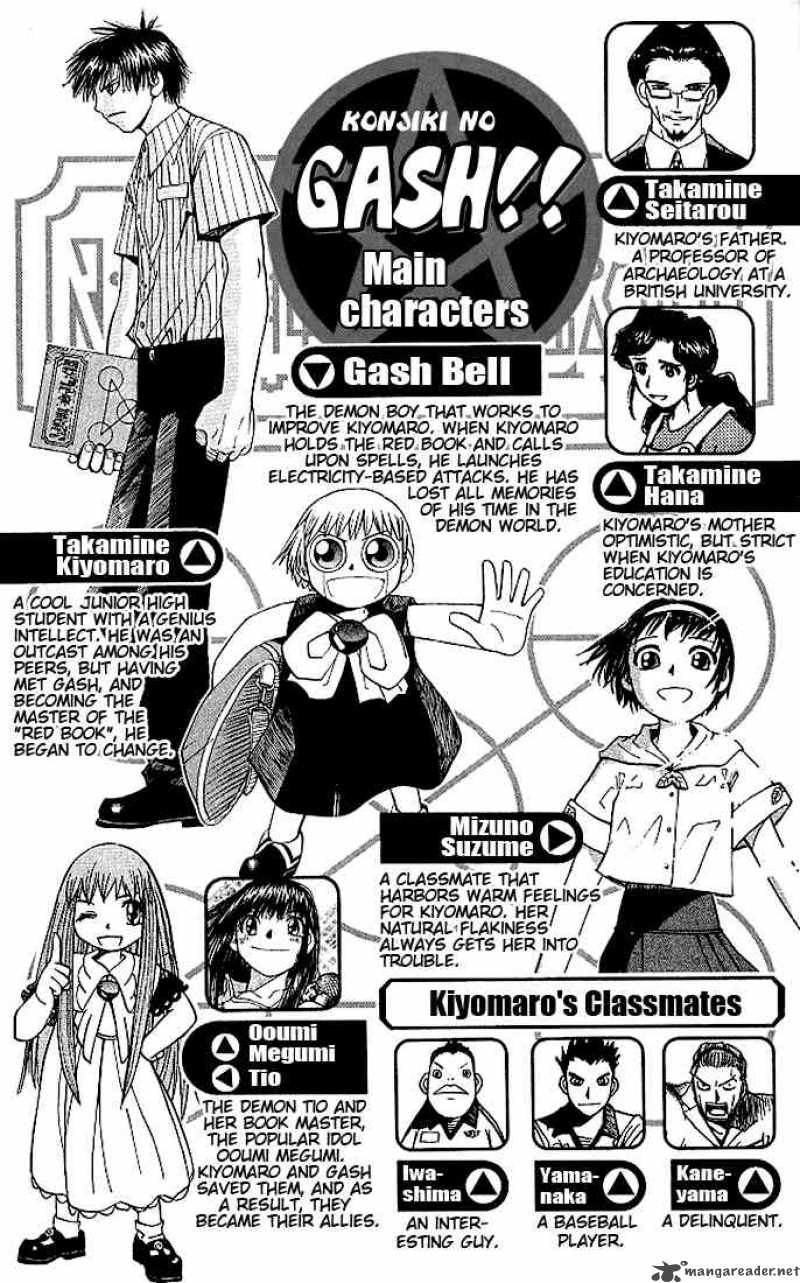 KONJIKI NO
GASH!!
Main
characters
Takamine
Seitarou
KIYOMARO'S FATHER.
A PROFESSOR OF
ARCHAEOLOGY AT A
BRITISH UNIVERSITY.
Gash Bell
THE DEMON BOY THAT WORKS TO
IMPROVE KIYOMARO. WHEN KIYOMARO
HOLDS THE RED BOOK AND CALLS
UPON SPELLS, HE LAUNCHES
ELECTRICITY-BASED ATTACKS. HE HAS
LOST ALL MEMORIES
OF HIS TIME IN THE
DEMON WORLD.
Takamine
Hana
KIYOMARO'S MOTHER
OPTIMISTIC, BUT STRICT
WHEN KIYOMARO'S
EDUCATION IS
CONCERNED.
Takamine
Kiyomaro
A COOL JUNIOR HIGH
STUDENT WITH A GENIUS
INTELLECT. HE WAS AN
OUTCAST AMONG HIS
PEERS, BUT HAVING
MET GASH, AND
BECOMING THE
MASTER OF THE
"RED BOOK", HE
BEGAN TO CHANGE.
Mizuno
Suzume
A CLASSMATE THAT
HARBORS WARM FEELINGS
FOR KIYOMARO. HER
NATURAL FLAKINESS
ALWAYS GETS HER INTO
TROUBLE.
Ooumi
Megumi
Tio
THE DEMON TIO AND
HER BOOK MASTER,
THE POPULAR IDOL
OOUMI MEGUMI.
KIYOMARO AND GASH
SAVED THEM, AND AS
A RESULT, THEY
BECAME THEIR ALLIES.
Kiyomaro's Classmates
Iwa-
shima
AN INTER-
ESTING GUY.
Yama-
naka
A BASEBALL
PLAYER.
Kane-
yama
A DELINQUENT.
mangareader.net